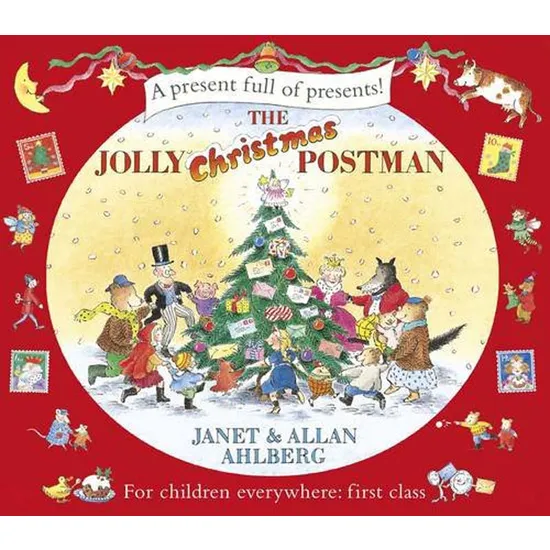 A present full of presents!
THE
JOLLY Christmas POSTMAN
JANET & ALLAN
AHLBERG
For children everywhere: first class